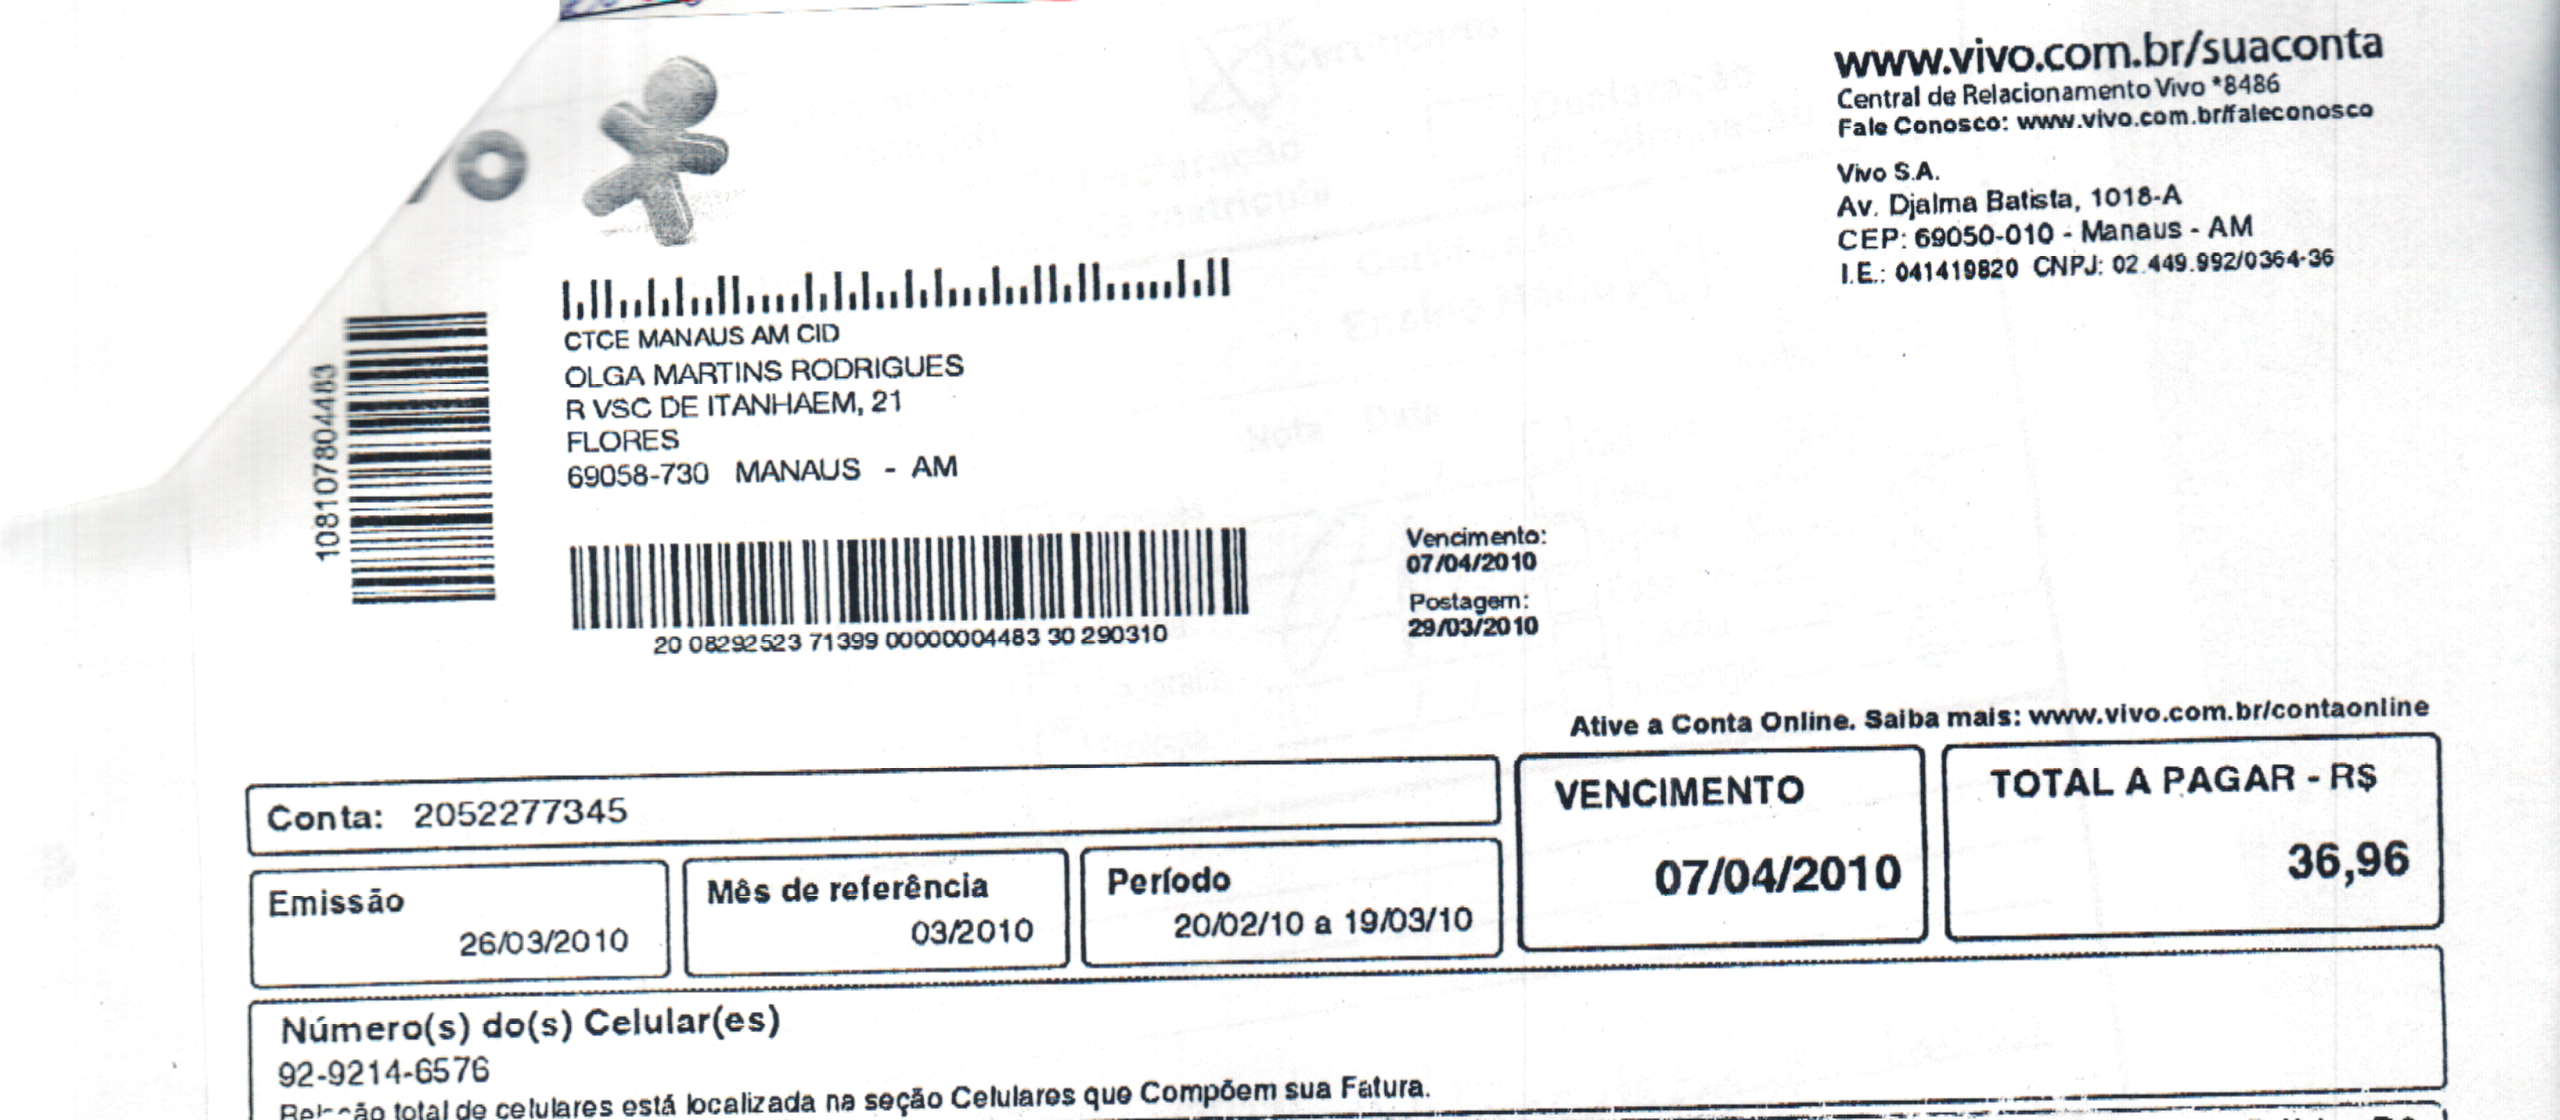 www.vivo.com.br/suaconta
Central de Relacionamento Vivo *8486
Fale Conosco: www.vivo.com.br/faleconosco
Vivo S.A.
Av. Djalma Batista, 1018-A
CEP: 69050-010 - Manaus - AM
I.E.: 041419820 CNPJ: 02.449.992/0364-36
CTCE MANAUS AM CID
OLGA MARTINS RODRIGUES
R VSC DE ITANHAEM, 21
FLORES
69058-730 MANAUS - AM
108107804483
20 08292523 71399 00000004483 30 290310
Vencimento:
07/04/2010
Postagem:
29/03/2010
Ative a Conta Online. Saiba mais: www.vivo.com.br/contaonline
Conta: 2052277345
VENCIMENTO
07/04/2010
TOTAL A PAGAR - R$
36,96
Emissão
26/03/2010
Mês de referência
03/2010
Período
20/02/10 a 19/03/10
Número(s) do(s) Celular(es)
92-9214-6576
total de celulares está localizada na seção Celulares que Compõem sua Fatura.